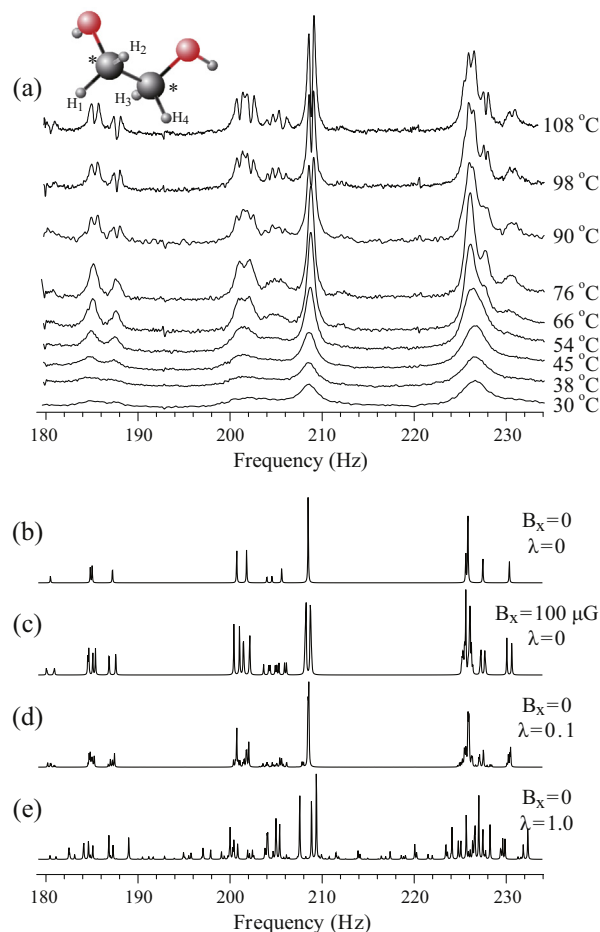 (a)
H₂
*
*
H₁
H₃
H₄
108 °C
98 °C
90 °C
76 °C
66 °C
54 °C
45 °C
38 °C
30 °C
180 190 200 210 220 230
Frequency (Hz)
(b)
Bₓ=0
λ=0
(c)
Bₓ=100 μG
λ=0
(d)
Bₓ=0
λ=0.1
(e)
Bₓ=0
λ=1.0
180 190 200 210 220 230
Frequency (Hz)